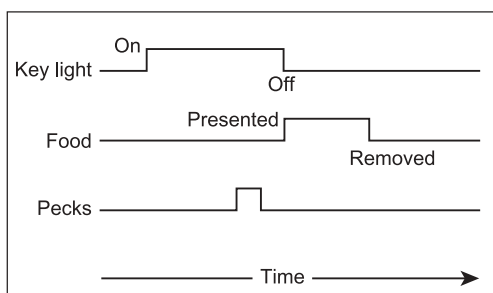 On
Key light
Off
Presented
Food
Removed
Pecks
Time